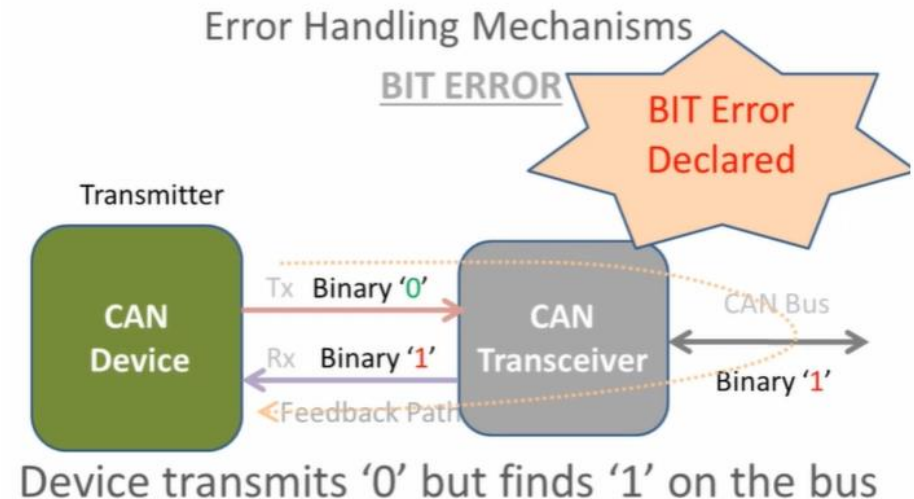 Error Handling Mechanisms
BIT ERROR
BIT Error
Declared
Transmitter
CAN
Device
Tx Binary ‘0’
Rx Binary ‘1’
Feedback Path
CAN
Transceiver
CAN Bus
Binary ‘1’
Device transmits ‘0’ but finds ‘1’ on the bus